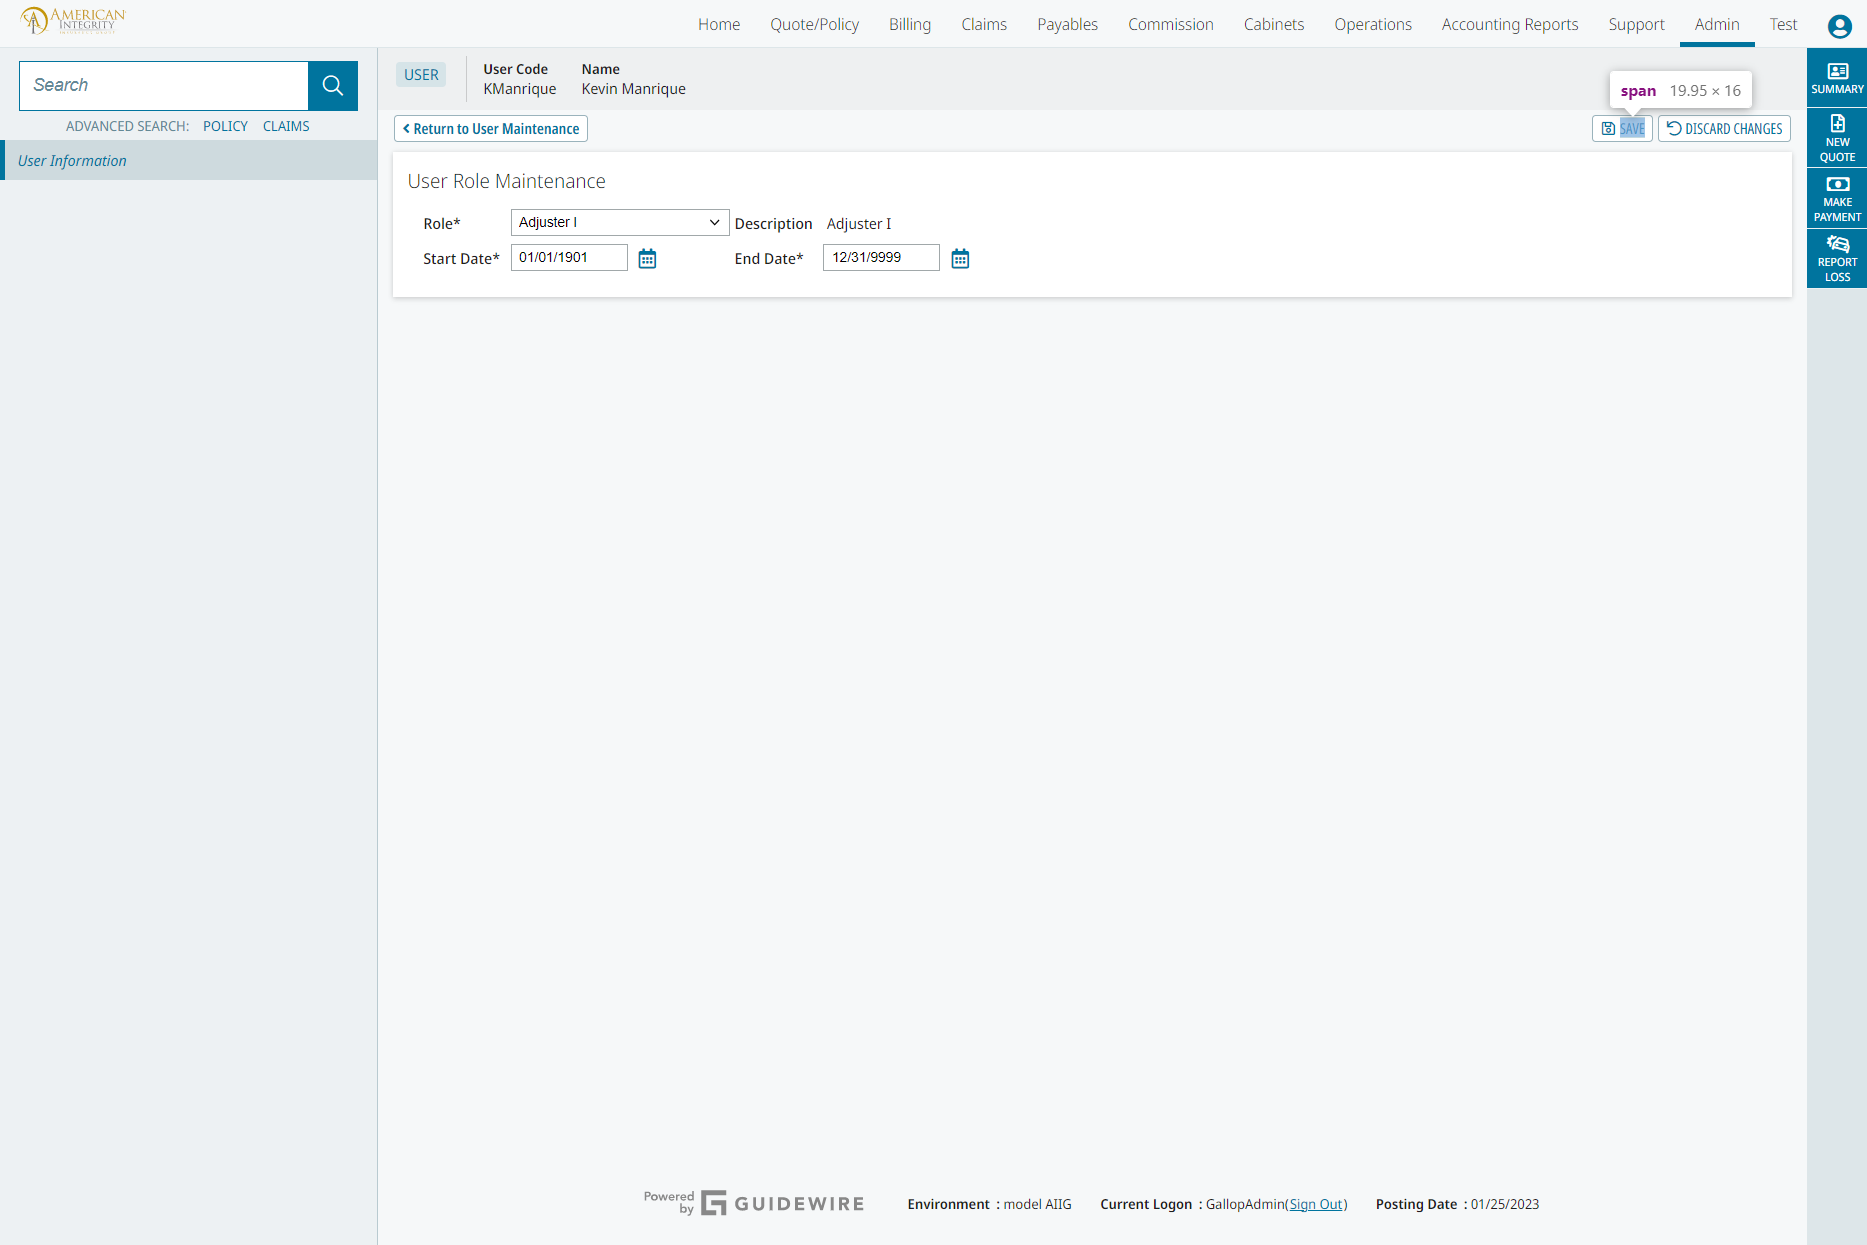 AMERICAN
INTEGRITY
Home Quote/Policy Billing Claims Payables Commission Cabinets Operations Accounting Reports Support Admin Test
Search
ADVANCED SEARCH: POLICY CLAIMS
User Information
USER
User Code
KManrique
Name
Kevin Manrique
span 19.95 × 16
Return to User Maintenance
SAVE
DISCARD CHANGES
User Role Maintenance
Role* Adjuster I Description Adjuster I
Start Date* 01/01/1901 End Date* 12/31/9999
SUMMARY
NEW
QUOTE
MAKE
PAYMENT
REPORT
LOSS
Powered
by
GUIDEWIRE
Environment : model AIIG Current Logon : GallopAdmin(Sign Out) Posting Date : 01/25/2023